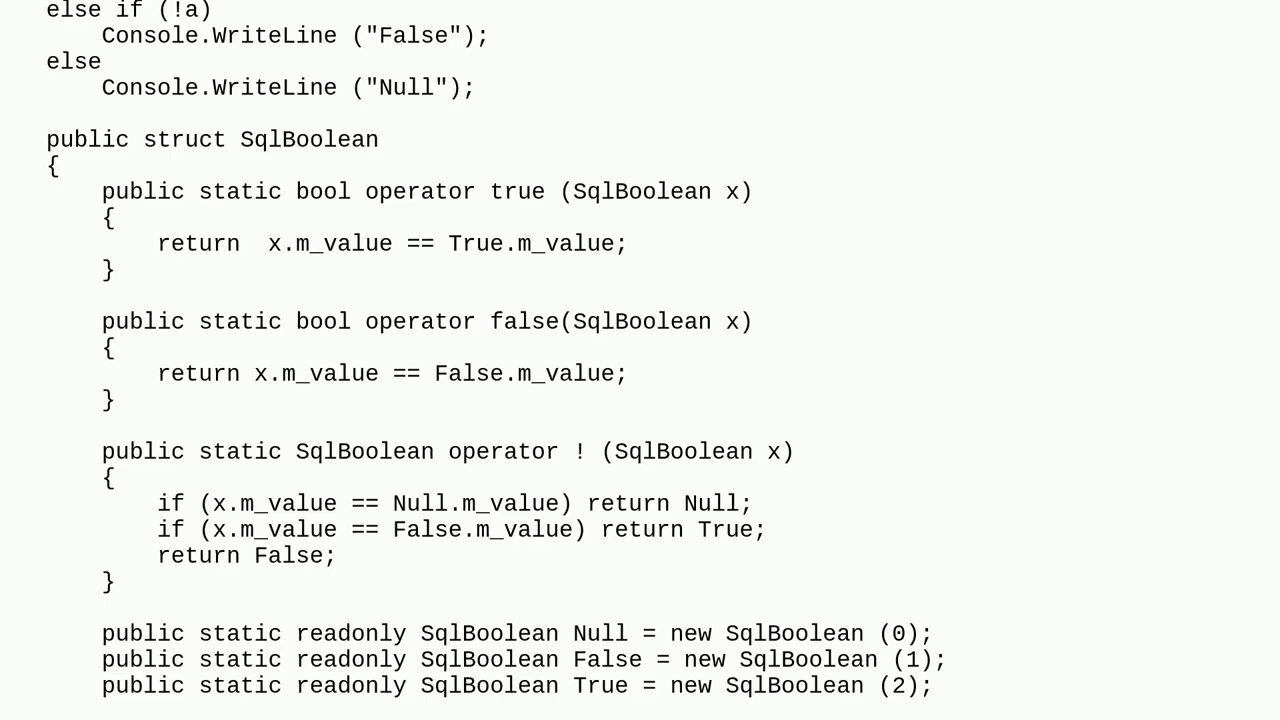 else if (!a)
    Console.WriteLine ("False");
else
    Console.WriteLine ("Null");

public struct SqlBoolean
{
    public static bool operator true (SqlBoolean x)
    {
        return  x.m_value == True.m_value;
    }

    public static bool operator false(SqlBoolean x)
    {
        return x.m_value == False.m_value;
    }

    public static SqlBoolean operator ! (SqlBoolean x)
    {
        if (x.m_value == Null.m_value) return Null;
        if (x.m_value == False.m_value) return True;
        return False;
    }

    public static readonly SqlBoolean Null = new SqlBoolean (0);
    public static readonly SqlBoolean False = new SqlBoolean (1);
    public static readonly SqlBoolean True = new SqlBoolean (2);